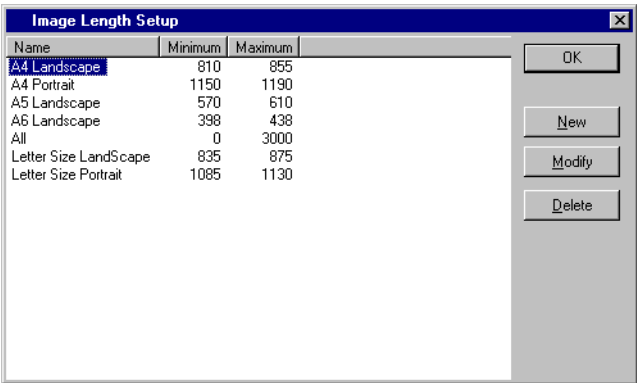 Image Length Setup
Name Minimum Maximum
A4 Landscape 810 855
A4 Portrait 1150 1190
A5 Landscape 570 610
A6 Landscape 398 438
All 0 3000
Letter Size LandScape 835 875
Letter Size Portrait 1085 1130
OK
New
Modify
Delete